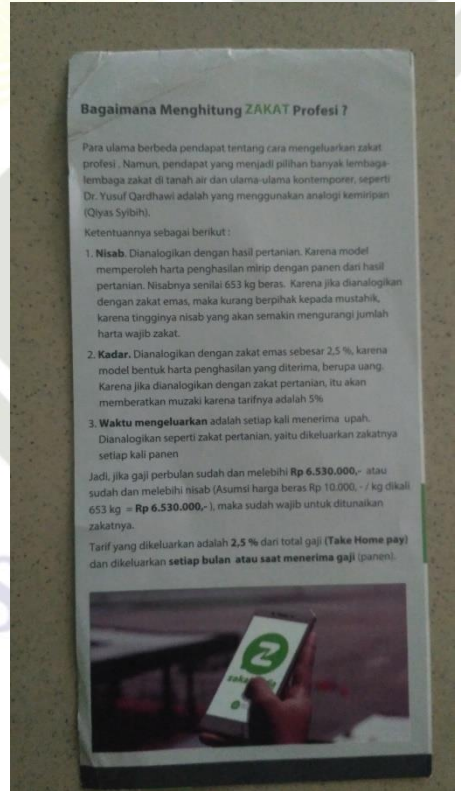 Bagaimana Menghitung ZAKAT Profesi ?
Para ulama berbeda pendapat tentang cara mengeluarkan zakat
profesi . Namun, pendapat yang menjadi pilihan banyak lembaga-
lembaga zakat di tanah air dan ulama-ulama kontemporer, seperti
Dr. Yusuf Qardhawi adalah yang menggunakan analogi kemiripan
(Qiyas Syibih).
Ketentuannya sebagai berikut :
1. Nisab. Dianalogikan dengan hasil pertanian. Karena model
memperoleh harta penghasilan mirip dengan panen dari hasil
pertanian. Nisabnya senilai 653 kg beras. Karena jika dianalogikan
dengan zakat emas, maka kurang berpihak kepada mustahik,
karena tingginya nisab yang akan semakin mengurangi jumlah
harta wajib zakat.
2. Kadar. Dianalogikan dengan zakat emas sebesar 2,5 %, karena
model bentuk harta penghasilan yang diterima, berupa uang.
Karena jika dianalogikan dengan zakat pertanian, itu akan
memberatkan muzaki karena tarifnya adalah 5%
3. Waktu mengeluarkan adalah setiap kali menerima upah.
Dianalogikan seperti zakat pertanian, yaitu dikeluarkan zakatnya
setiap kali panen
Jadi, jika gaji perbulan sudah dan melebihi Rp 6.530.000,- atau
sudah dan melebihi nisab (Asumsi harga beras Rp 10.000, - / kg dikali
653 kg = Rp 6.530.000,- ), maka sudah wajib untuk ditunaikan
zakatnya.
Tarif yang dikeluarkan adalah 2,5 % dari total gaji (Take Home pay)
dan dikeluarkan setiap bulan atau saat menerima gaji (panen).